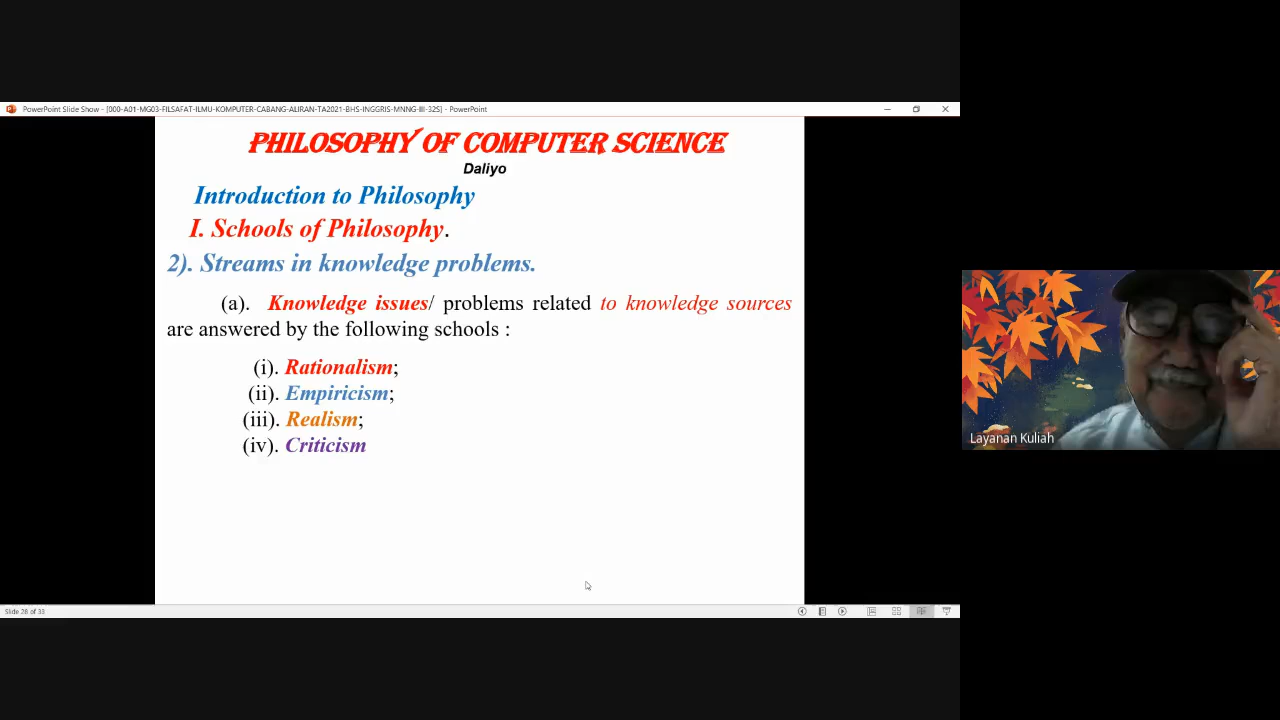 PowerPoint Slide Show - [000-A01-MG03-FILSAFAT-ILMU-KOMPUTER-CABANG-ALIRAN-TA2021-BHS-INGGRIS-MNNG-III-32S] - PowerPoint
PHILOSOPHY OF COMPUTER SCIENCE
Daliyo
Introduction to Philosophy
I. Schools of Philosophy.
2). Streams in knowledge problems.
(a). Knowledge issues/ problems related to knowledge sources
are answered by the following schools :
(i). Rationalism;
(ii). Empiricism;
(iii). Realism;
(iv). Criticism
Layanan Kuliah
Slide 28 of 33